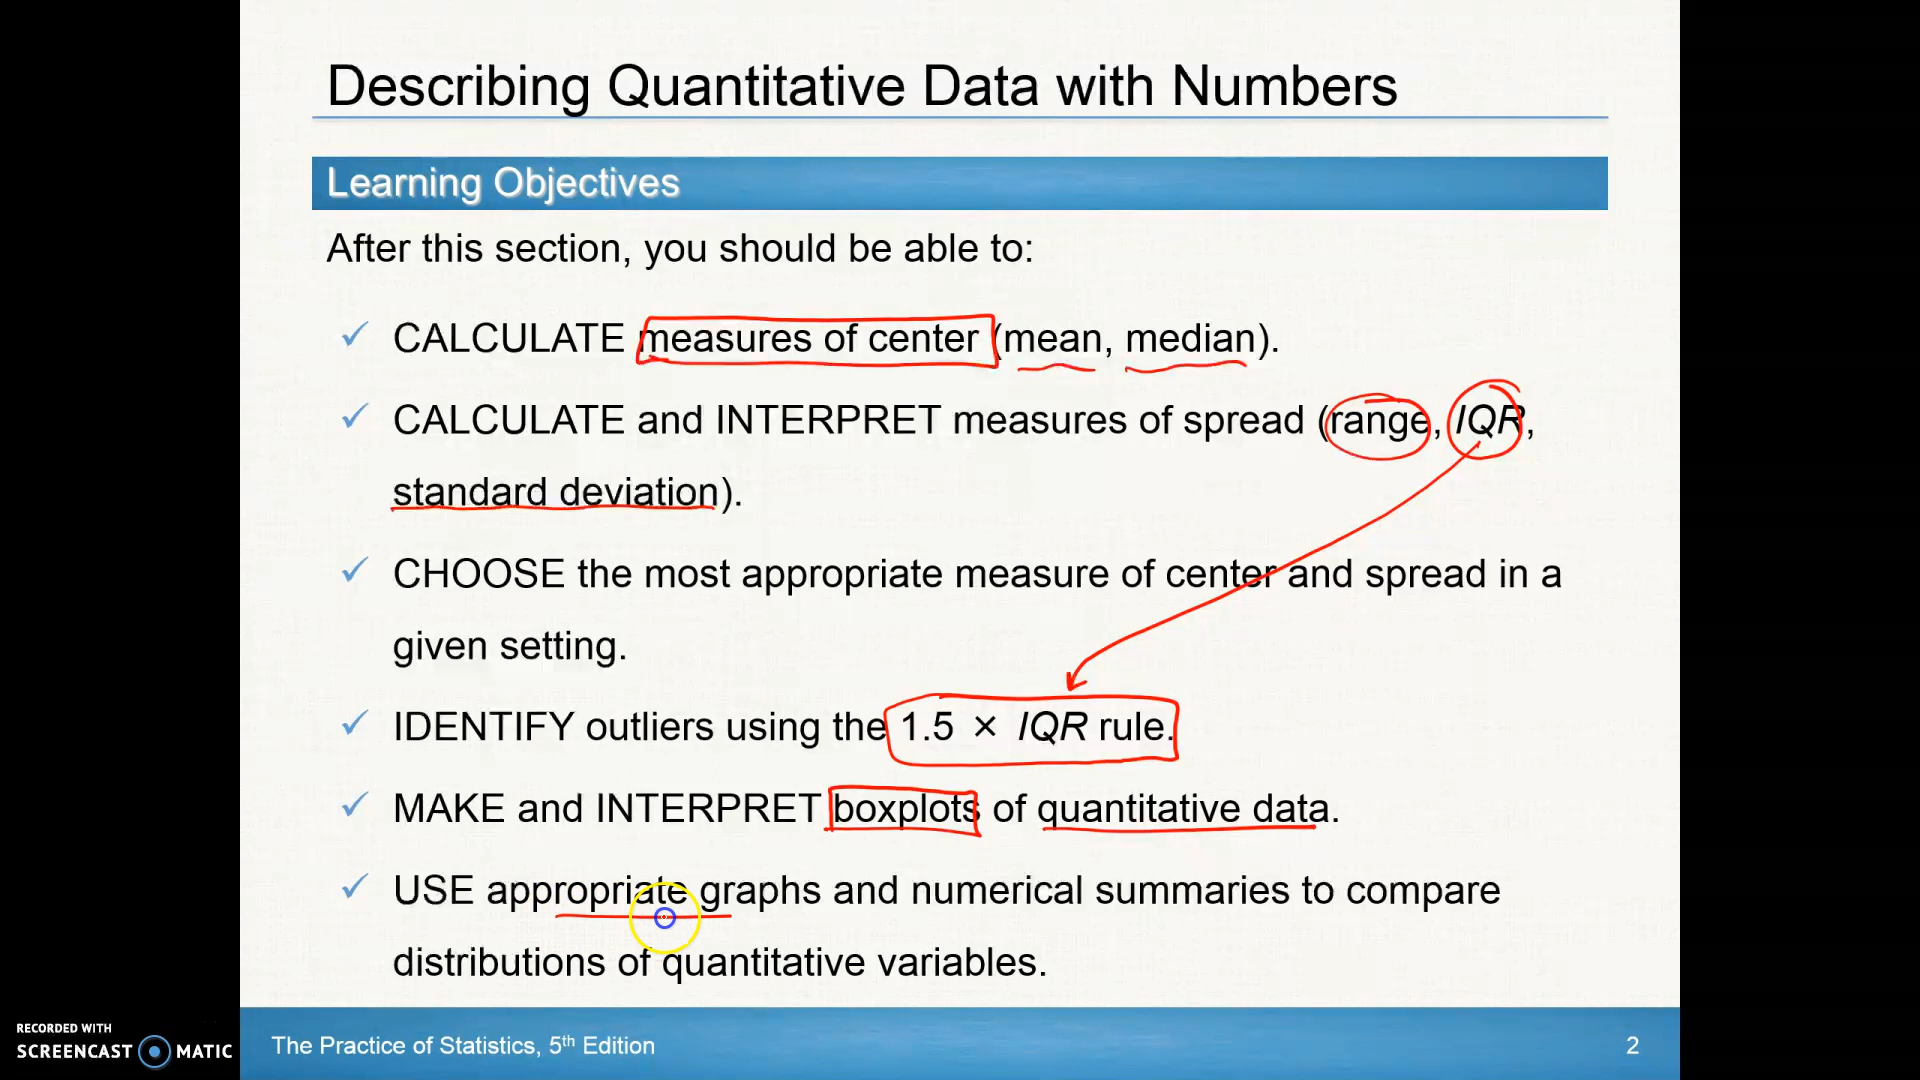 Describing Quantitative Data with Numbers
Learning Objectives
After this section, you should be able to:
CALCULATE measures of center (mean, median).
CALCULATE and INTERPRET measures of spread (range, IQR,
standard deviation).
CHOOSE the most appropriate measure of center and spread in a
given setting.
IDENTIFY outliers using the 1.5 × IQR rule.
MAKE and INTERPRET boxplots of quantitative data.
USE appropriate graphs and numerical summaries to compare
distributions of quantitative variables.
RECORDED WITH
SCREENCAST MATIC
The Practice of Statistics, 5th Edition
2